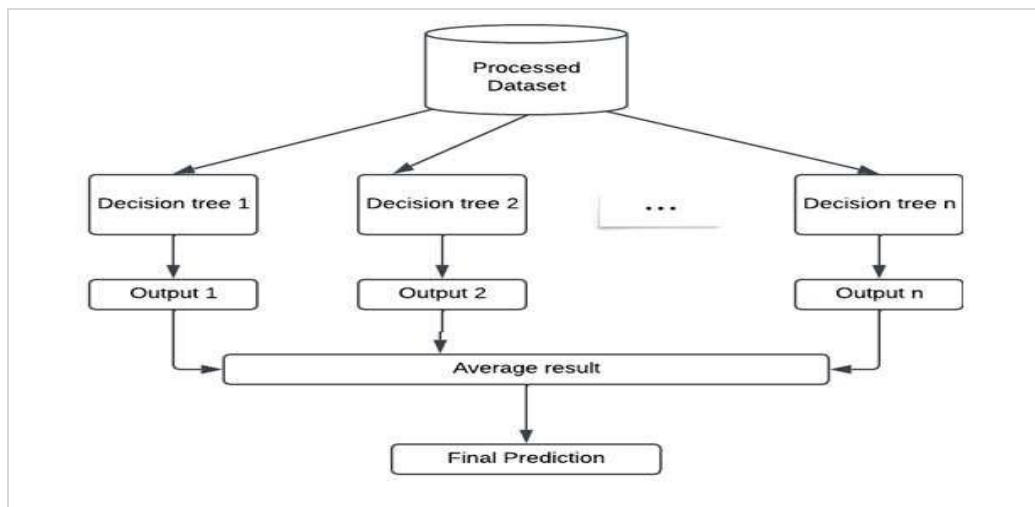 Processed
Dataset
Decision tree 1
Decision tree 2
...
Decision tree n
Output 1
Output 2
Output n
Average result
Final Prediction